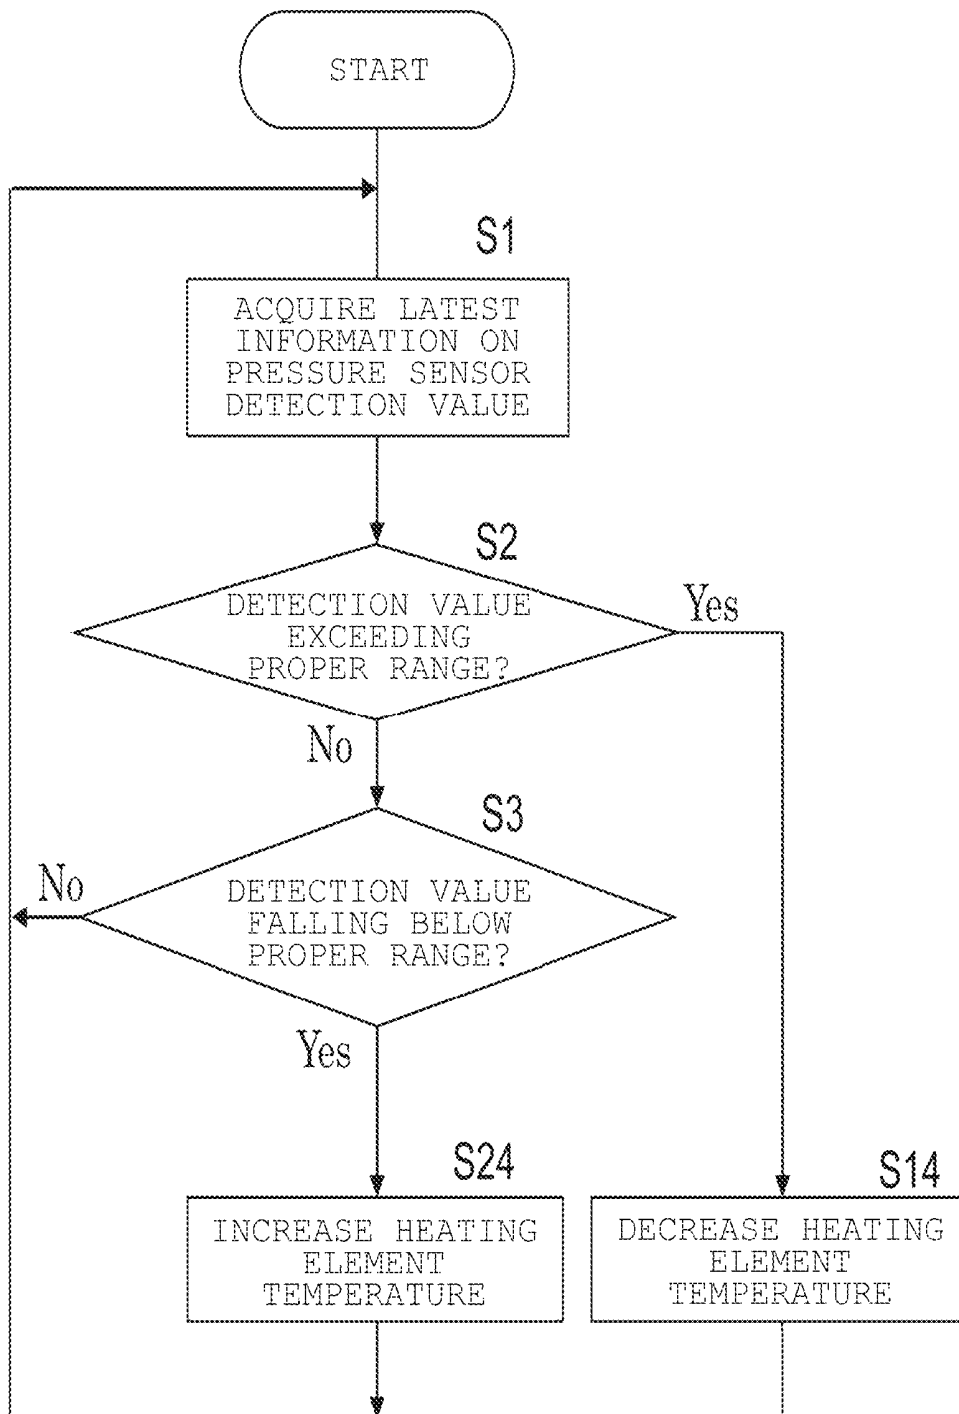 START
S1
ACQUIRE LATEST
INFORMATION ON
PRESSURE SENSOR
DETECTION VALUE
S2
DETECTION VALUE
EXCEEDING
PROPER RANGE?
Yes
No
S3
DETECTION VALUE
FALLING BELOW
PROPER RANGE?
No
Yes
S24
INCREASE HEATING
ELEMENT
TEMPERATURE
S14
DECREASE HEATING
ELEMENT
TEMPERATURE